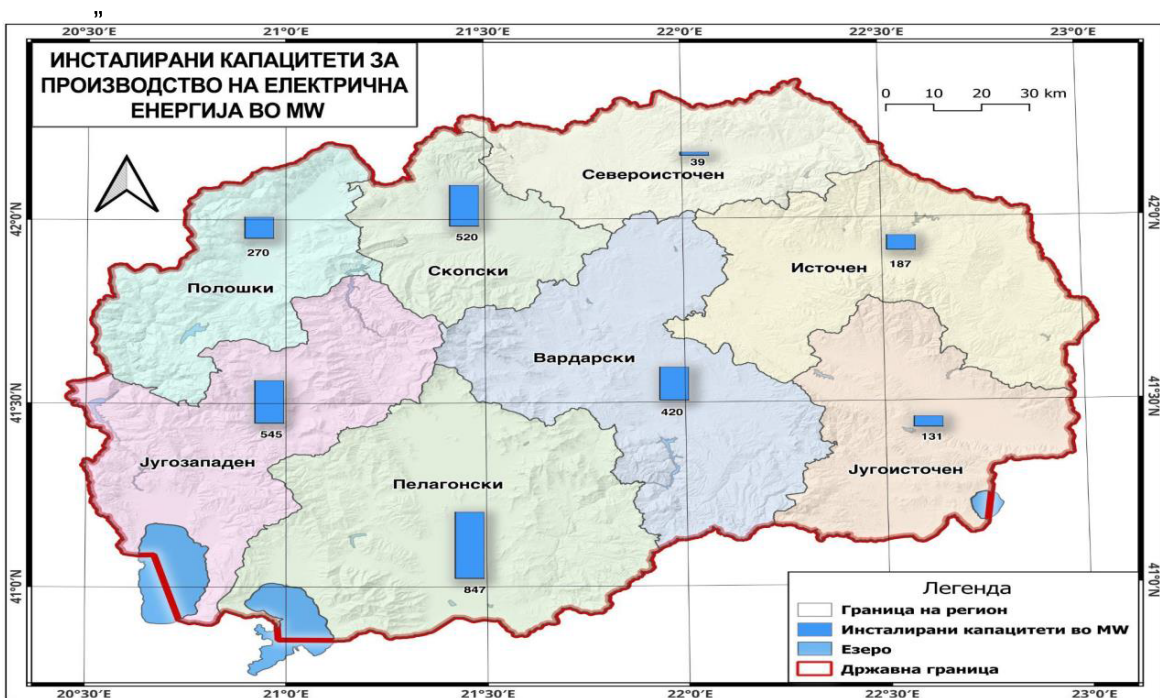 „
20°30'E 21°0'E 21°30'E 22°0'E 22°30'E 23°0'E
ИНСТАЛИРАНИ КАПАЦИТЕТИ ЗА
ПРОИЗВОДСТВО НА ЕЛЕКТРИЧНА
ЕНЕРГИЈА ВО MW
0 10 20 30 km
39
Североисточен
42°0'N
42°0'N
520
270
187
Скопски
Источен
Полошки
Вардарски
41°30'N
41°30'N
420
545
131
Југозападен
Југоисточен
Пелагонски
847
41°0'N
41°0'N
Легенда
Граница на регион
Инсталирани капацитети во MW
Езеро
Државна граница
20°30'E 21°0'E 21°30'E 22°0'E 22°30'E 23°0'E